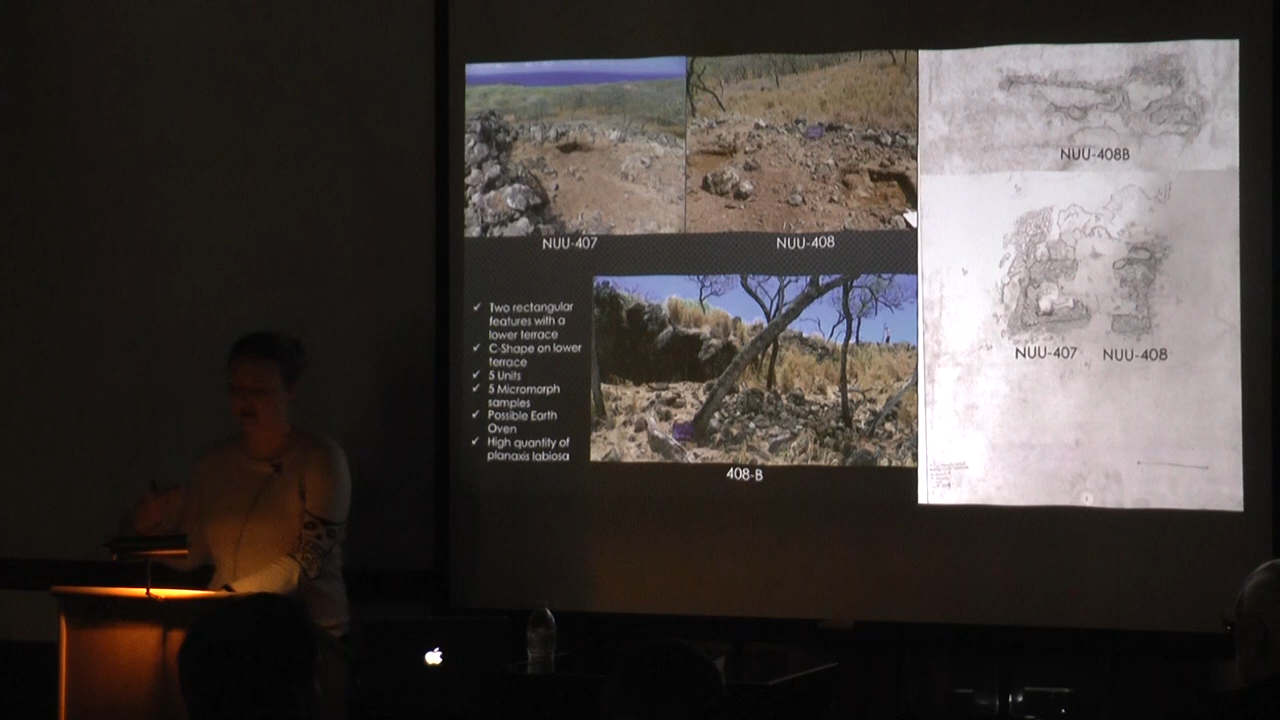 NUU-407
NUU-408
✓ Two rectangular
features with a
lower terrace
✓ C-Shape on lower
terrace
✓ 5 Units
✓ 5 Micromorph
samples
✓ Possible Earth
Oven
✓ High quantity of
planaxis labiosa
408-B
NUU-408B
NUU-407
NUU-408